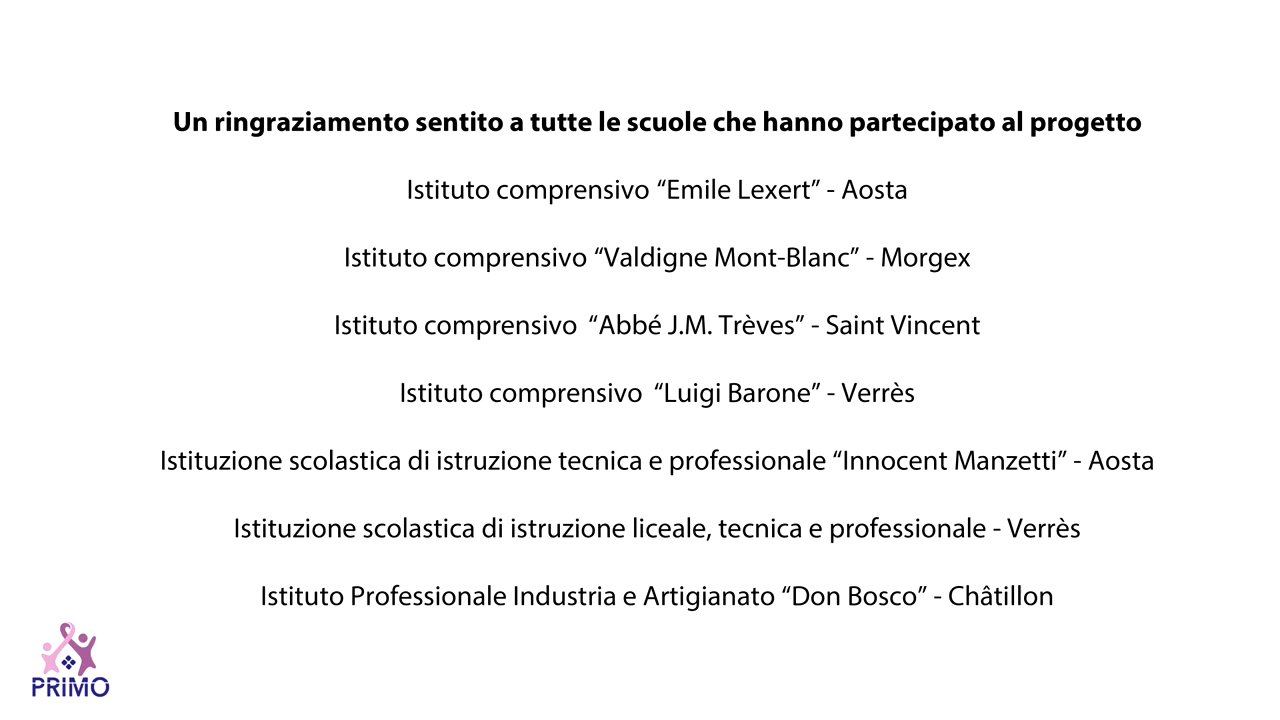 Un ringraziamento sentito a tutte le scuole che hanno partecipato al progetto
Istituto comprensivo “Emile Lexert” - Aosta
Istituto comprensivo “Valdigne Mont-Blanc” - Morgex
Istituto comprensivo “Abbé J.M. Trèves” - Saint Vincent
Istituto comprensivo “Luigi Barone” - Verrès
Istituzione scolastica di istruzione tecnica e professionale “Innocent Manzetti” - Aosta
Istituzione scolastica di istruzione liceale, tecnica e professionale - Verrès
Istituto Professionale Industria e Artigianato “Don Bosco” - Châtillon
PRiMO